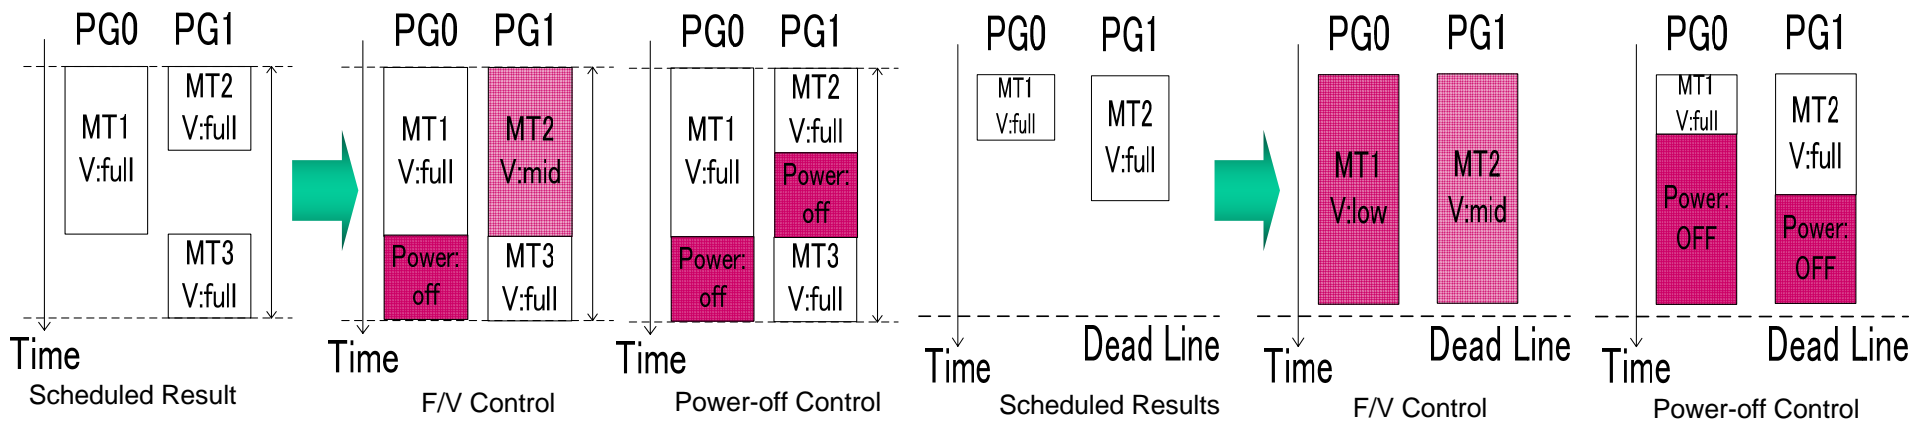 PG0 PG1
MT1
V:full
MT2
V:full
MT3
V:full
Time
Scheduled Result
PG0 PG1
MT1
V:full
Power:
off
MT2
V:mid
MT3
V:full
Time
F/V Control
PG0 PG1
MT1
V:full
Power:
off
MT2
V:full
Power:
off
MT3
V:full
Time
Power-off Control
PG0 PG1
MT1
V:full
MT2
V:full
Dead Line
Time
Scheduled Results
PG0 PG1
MT1
V:low
MT2
V:mid
Dead Line
Time
F/V Control
PG0 PG1
MT1
V:full
Power:
OFF
MT2
V:full
Power:
OFF
Dead Line
Time
Power-off Control